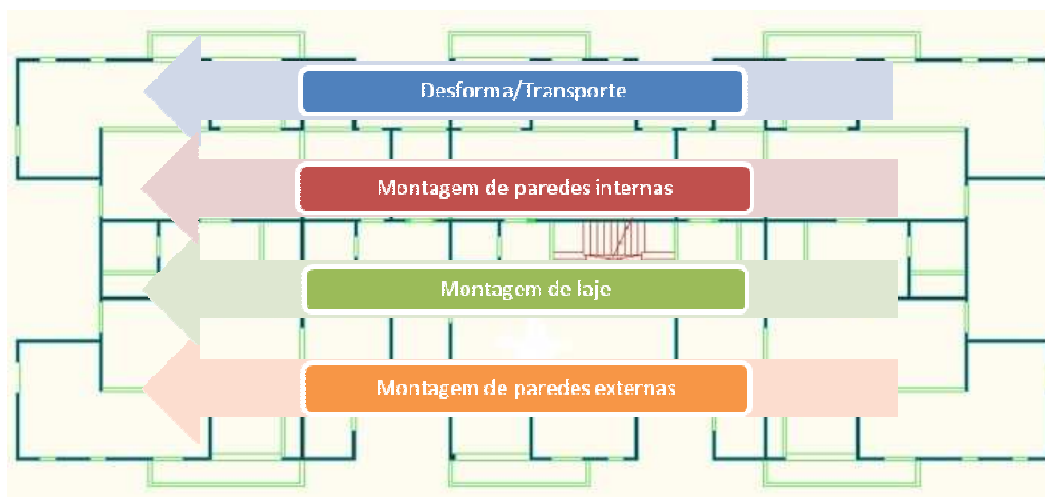 Desforma/Transporte
Montagem de paredes internas
Montagem de laje
Montagem de paredes externas